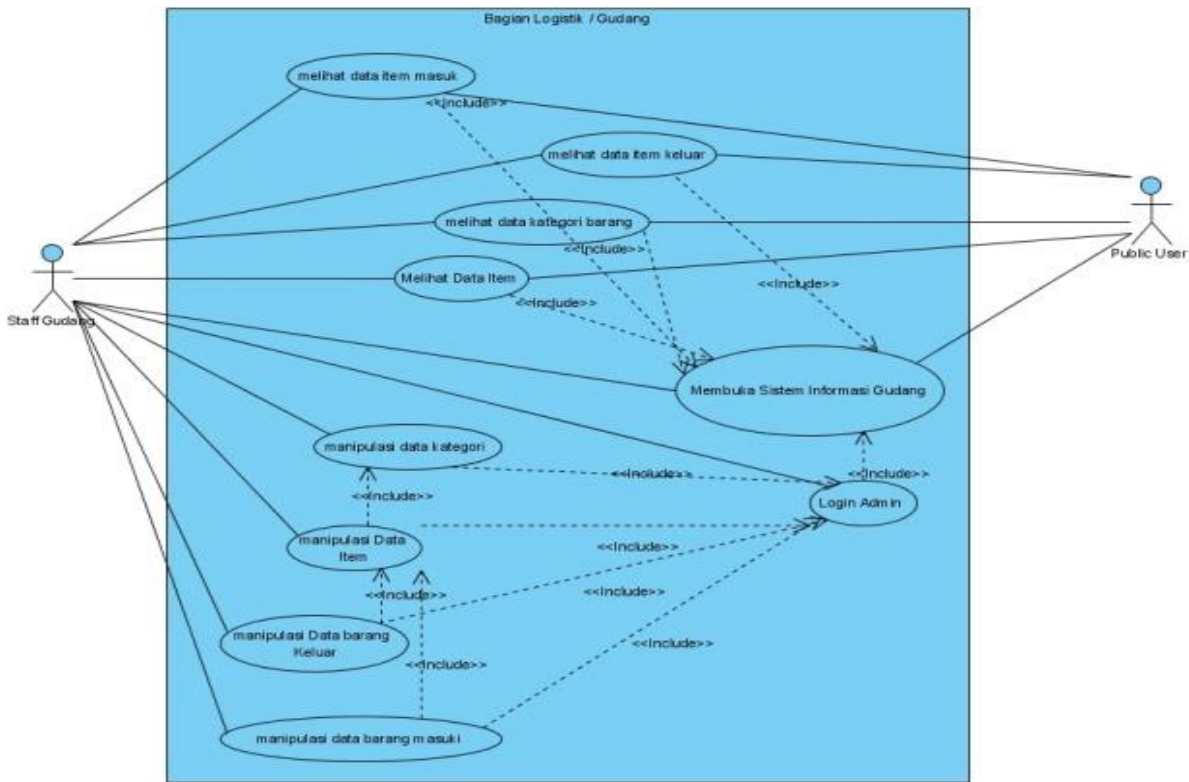 Bagian Logistik / Gudang
melihat data item masuk
<<Include>>
melihat data item keluar
melihat data kategori barang
<<Include>>
Melihat Data Item
<<Include>>
<<Include>>
Staff Gudang
Public User
Membuka Sistem Informasi Gudang
manipulasi data kategori
<<Include>>
<<Include>>
<<Include>>
Login Admin
manipulasi Data
Item
<<Include>>
<<Include>>
<<Include>>
manipulasi Data barang
Keluar
<<Include>>
<<Include>>
manipulasi data barang masuki